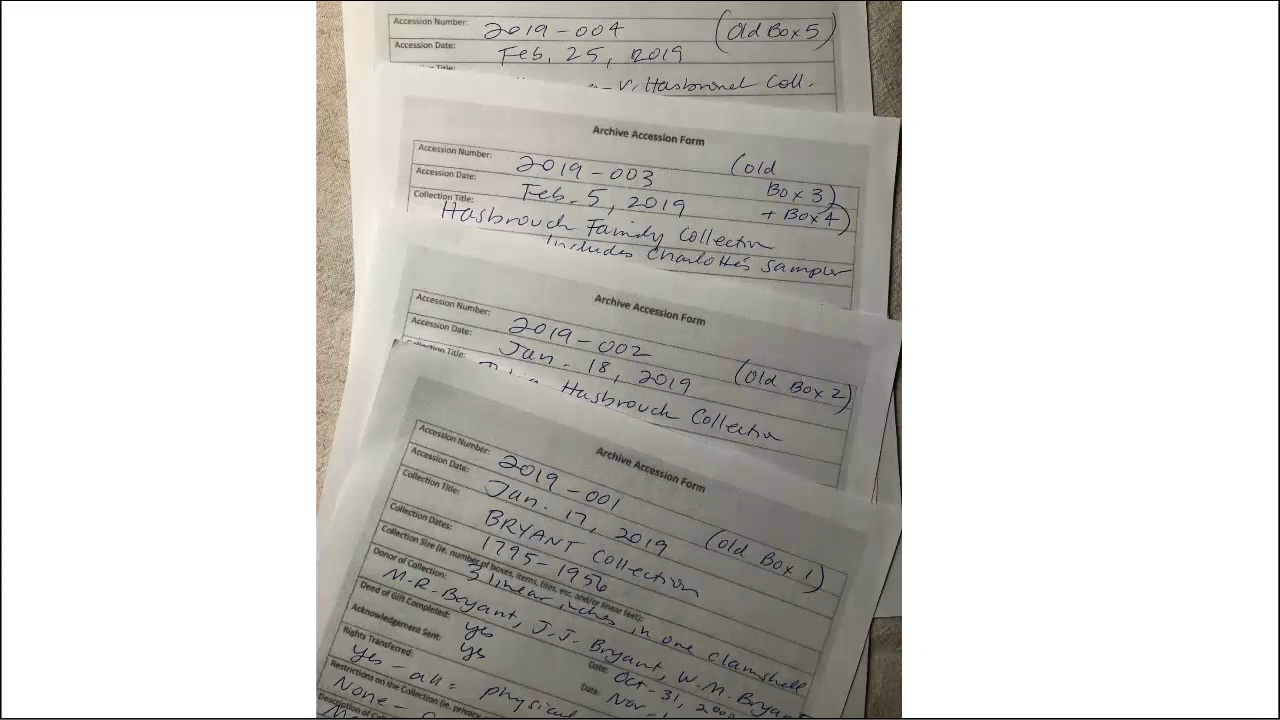 Accession Number: 2019-004 (Old Box 5)
Accession Date: Feb. 25, 2019
V. Hasbrouck Coll.
Archive Accession Form
Accession Number: 2019-003 (old
Box 3)
Accession Date: Feb. 5, 2019 + Box 4)
Collection Title:
Hasbrouck Family Collection
Includes Charlotte's Sampler
Archive Accession Form
Accession Number: 2019-002
Accession Date: Jan. 18, 2019 (Old Box 2)
Collection Title: Hasbrouck Collection
Archive Accession Form
Accession Number: 2019-001
Accession Date: Jan. 17, 2019 (Old Box 1)
Collection Title: BRYANT Collection
Collection Dates: 1795-1956
Collection Size (ie. number of boxes, items, files, etc. and/or linear feet):
3 linear inches in one clamshell
Donor of Collection: M.R. Bryant, J.J. Bryant, W.M. Bryant
Deed of Gift Completed: yes Date: Oct. 31,
Acknowledgement Sent: yes Date: Nov.
Rights Transferred:
yes - all = physical
Restrictions on the Collection (ie. privacy
None -